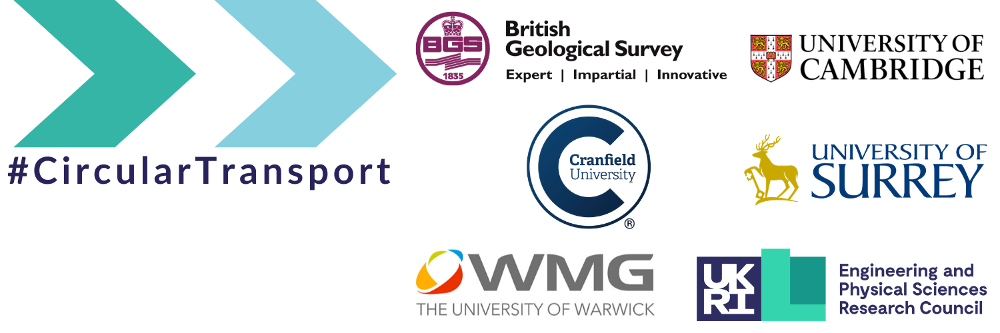 #CircularTransport
BGS
1835
British
Geological Survey
Expert | Impartial | Innovative
UNIVERSITY OF
CAMBRIDGE
Cranfield
University
®
UNIVERSITY OF
SURREY
WMG
THE UNIVERSITY OF WARWICK
UK
RI
Engineering and
Physical Sciences
Research Council